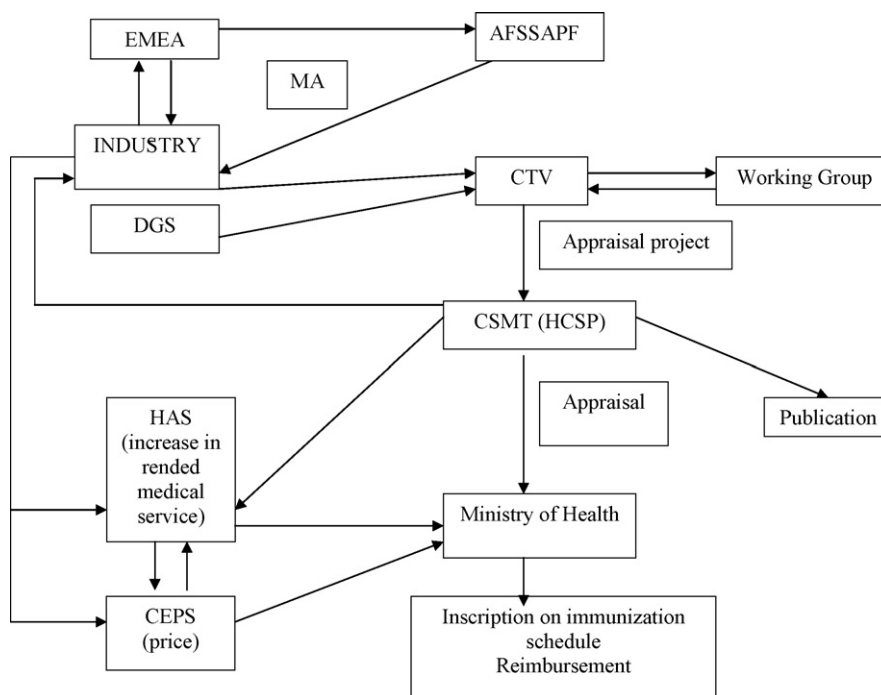 EMEA
AFSSAPF
MA
INDUSTRY
CTV
Working Group
DGS
Appraisal project
CSMT (HCSP)
HAS
(increase in
rended
medical
service)
Appraisal
Publication
Ministry of Health
CEPS
(price)
Inscription on immunization
schedule
Reimbursement